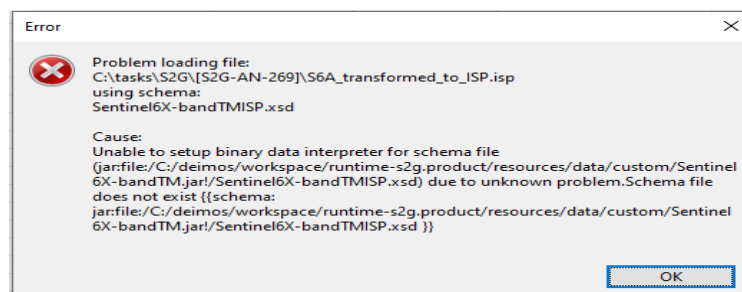 Error
Problem loading file:
C:\tasks\S2G\[S2G-AN-269]\S6A_transformed_to_ISP.isp
using schema:
Sentinel6X-bandTMISP.xsd
Cause:
Unable to setup binary data interpreter for schema file
(jar:file:/C:/deimos/workspace/runtime-s2g.product/resources/data/custom/Sentinel
6X-bandTM.jar!/Sentinel6X-bandTMISP.xsd) due to unknown problem.Schema file
does not exist {{schema:
jar:file:/C:/deimos/workspace/runtime-s2g.product/resources/data/custom/Sentinel
6X-bandTM.jar!/Sentinel6X-bandTMISP.xsd }}
OK